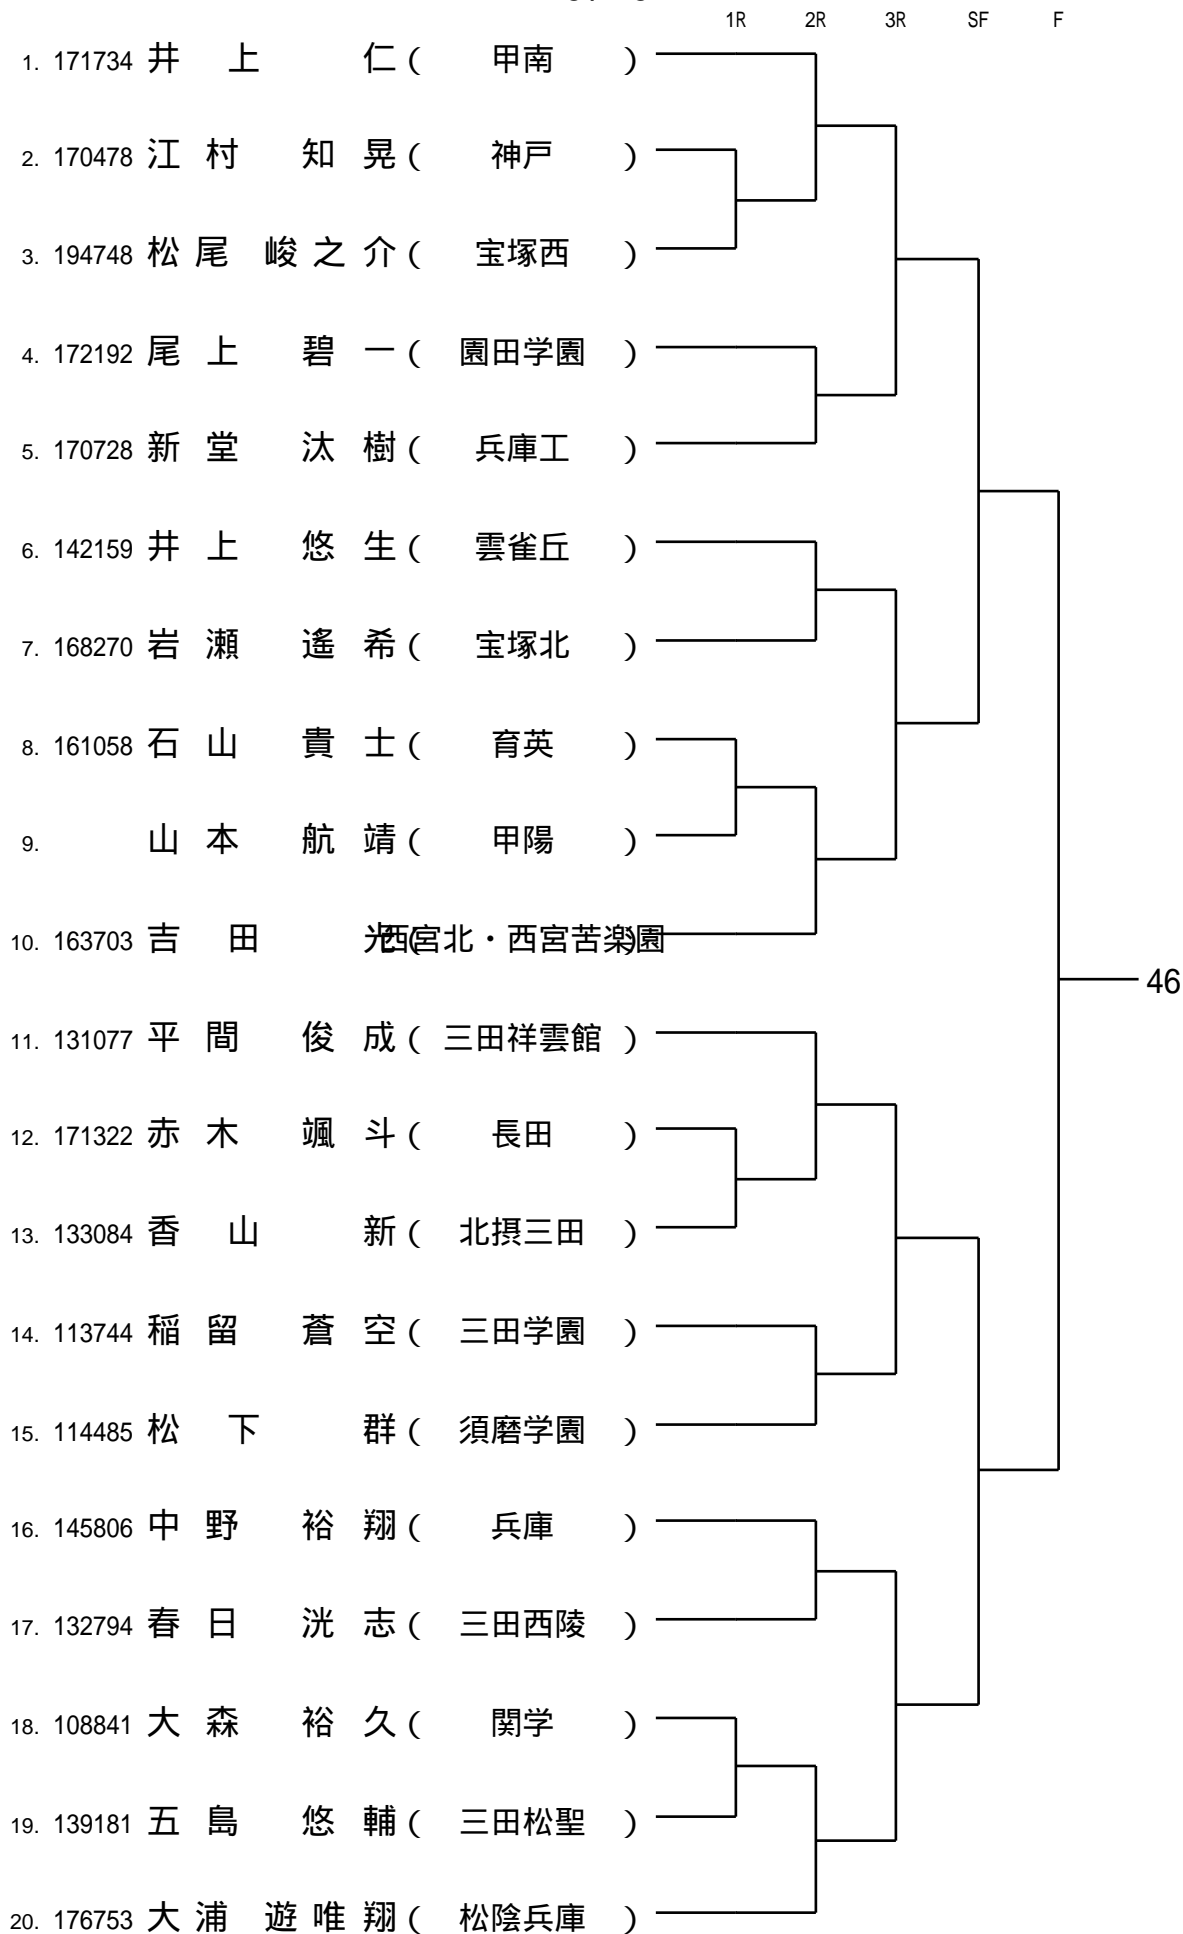 1R 2R 3R SF F
1. 171734 井上 仁 ( 甲南 )
2. 170478 江村 知晃 ( 神戸 )
3. 194748 松尾 峻之介 ( 宝塚西 )
4. 172192 尾上 碧一 ( 園田学園 )
5. 170728 新堂 汰樹 ( 兵庫工 )
6. 142159 井上 悠生 ( 雲雀丘 )
7. 168270 岩瀬 遙希 ( 宝塚北 )
8. 161058 石山 貴士 ( 育英 )
9. 山本 航靖 ( 甲陽 )
10. 163703 吉田 光 ( 西宮北・西宮苦楽園 )
46
11. 131077 平間 俊成 ( 三田祥雲館 )
12. 171322 赤木 颯斗 ( 長田 )
13. 133084 香山 新 ( 北摂三田 )
14. 113744 稲留 蒼空 ( 三田学園 )
15. 114485 松下 群 ( 須磨学園 )
16. 145806 中野 裕翔 ( 兵庫 )
17. 132794 春日 洸志 ( 三田西陵 )
18. 108841 大森 裕久 ( 関学 )
19. 139181 五島 悠輔 ( 三田松聖 )
20. 176753 大浦 遊唯翔 ( 松陰兵庫 )